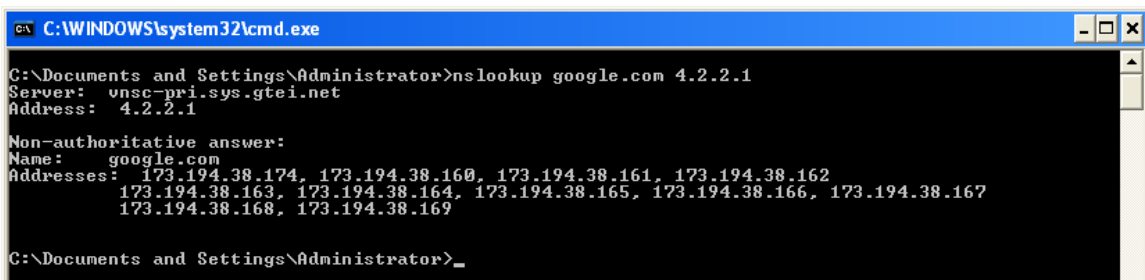 C:\WINDOWS\system32\cmd.exe
C:\Documents and Settings\Administrator>nslookup google.com 4.2.2.1
Server:  vnsc-pri.sys.gtei.net
Address:  4.2.2.1
Non-authoritative answer:
Name:    google.com
Addresses:  173.194.38.174, 173.194.38.160, 173.194.38.161, 173.194.38.162
173.194.38.163, 173.194.38.164, 173.194.38.165, 173.194.38.166, 173.194.38.167
173.194.38.168, 173.194.38.169
C:\Documents and Settings\Administrator>_